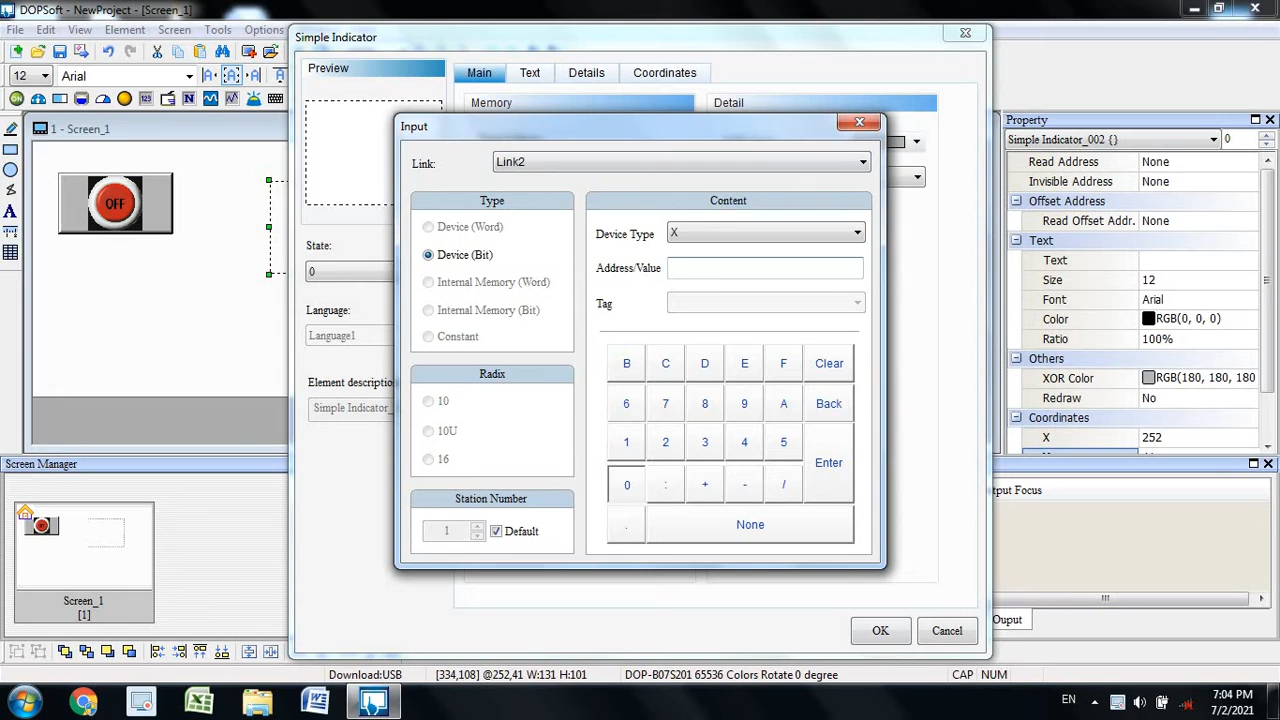 DOPSoft - NewProject - [Screen_1]
File Edit View Element Screen Tools Options
12 Arial
1 - Screen_1
OFF
Simple Indicator
Preview
State:
0
Language:
Language1
Element description
Simple Indicator_
Main Text Details Coordinates
Memory
Detail
Input
Link: Link2
Type
Device (Word)
Device (Bit)
Internal Memory (Word)
Internal Memory (Bit)
Constant
Radix
10
10U
16
Station Number
1 Default
Content
Device Type X
Address/Value
Tag
B C D E F Clear
6 7 8 9 A Back
1 2 3 4 5
Enter
0 : + - /
. None
OK Cancel
Property
Simple Indicator_002 {} 0
Read Address None
Invisible Address None
Offset Address
Read Offset Addr. None
Text
Text
Size 12
Font Arial
Color RGB(0, 0, 0)
Ratio 100%
Others
XOR Color RGB(180, 180, 180
Redraw No
Coordinates
X 252
Screen Manager
Screen_1
[1]
tput Focus
Ouput
Download:USB [334,108] @252,41 W:131 H:101 DOP-B07S201 65536 Colors Rotate 0 degree CAP NUM
EN
7:04 PM
7/2/2021